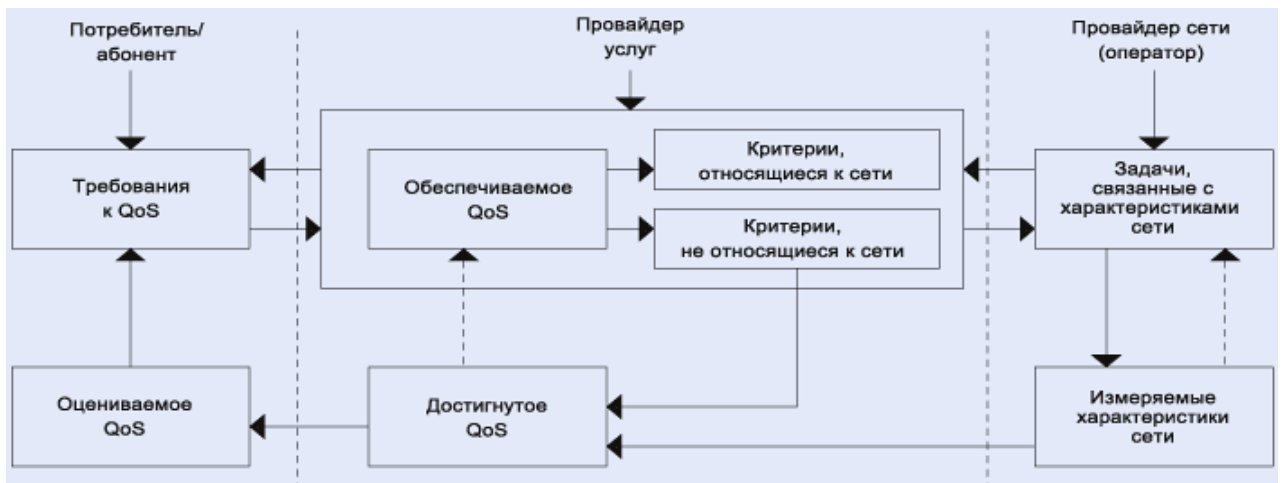 Потребитель/
абонент
Провайдер
услуг
Провайдер сети
(оператор)
Требования
к QoS
Обеспечиваемое
QoS
Критерии,
относящиеся к сети
Критерии,
не относящиеся к сети
Задачи,
связанные с
характеристиками
сети
Оцениваемое
QoS
Достигнутое
QoS
Измеряемые
характеристики
сети